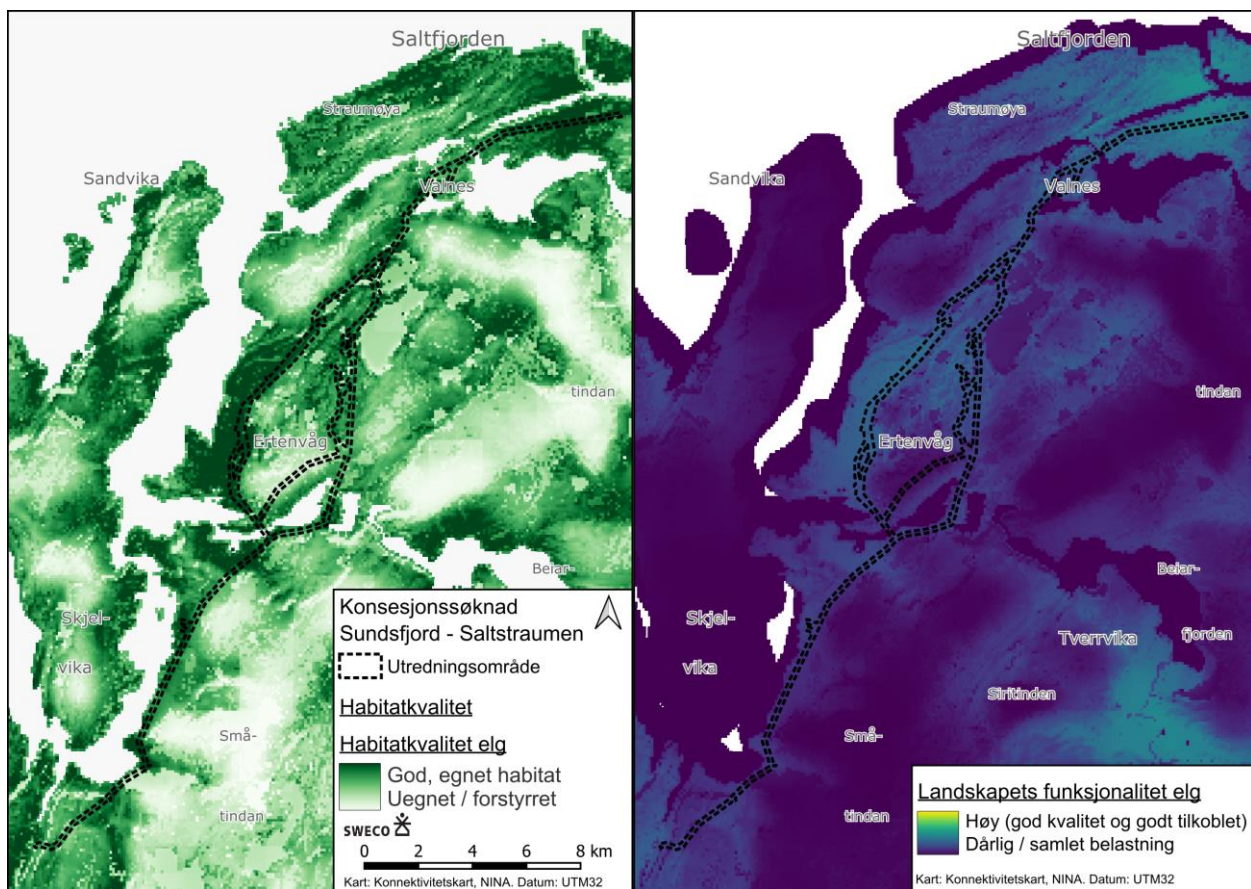 Saltfjorden
Straumøya
Sandvika
Valnes
tindan
Ertenvåg
Beiar-
Skjel-
vika
Små-
tindan
Konsesjonssøknad
Sundsfjord - Saltstraumen
Utredningsområde
Habitatkvalitet
Habitatkvalitet elg
God, egnet habitat
Uegnet / forstyrret
SWECO
0 2 4 6 8 km
Kart: Konnektivitetskart, NINA. Datum: UTM32
Saltfjorden
Straumøya
Sandvika
Valnes
tindan
Ertenvåg
Beiar-
Skjel-
fjorden
Tverrvika
vika
Siritinden
Små-
tindan
Landskapets funksjonalitet elg
Høy (god kvalitet og godt tilkoblet)
Dårlig / samlet belastning
Kart: Konnektivitetskart, NINA. Datum: UTM32